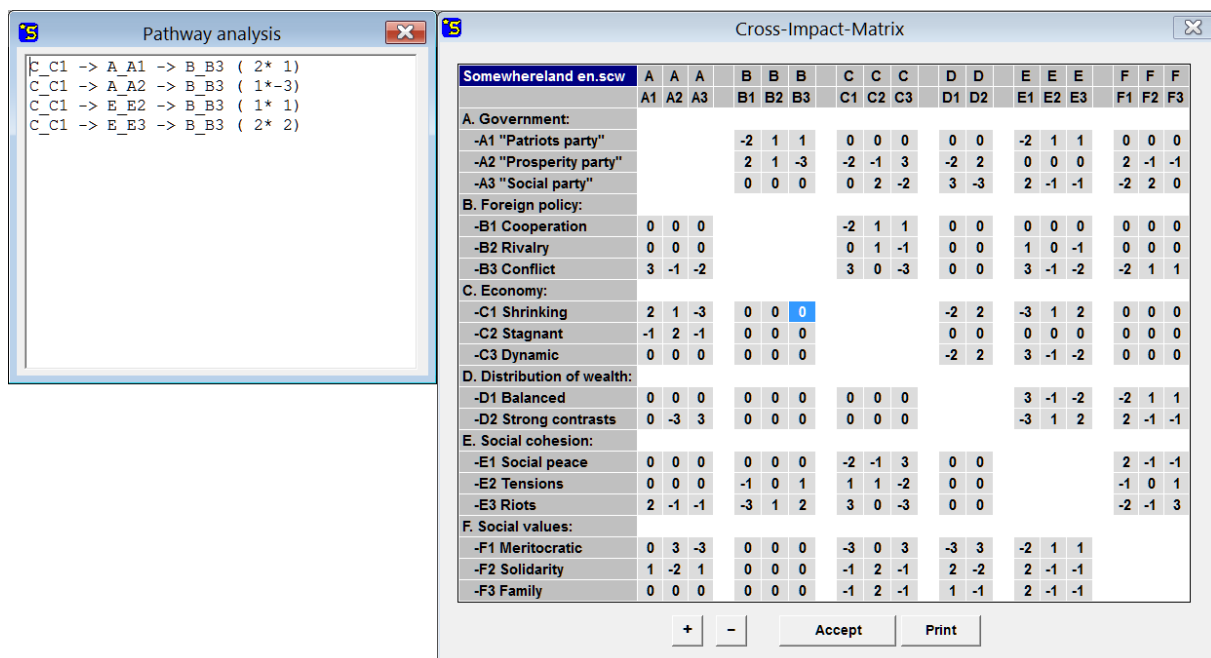 Pathway analysis
C_C1 -> A_A1 -> B_B3 ( 2* 1)
C_C1 -> A_A2 -> B_B3 ( 1*-3)
C_C1 -> E_E2 -> B_B3 ( 1* 1)
C_C1 -> E_E3 -> B_B3 ( 2* 2)
Cross-Impact-Matrix
Somewhereland en.scw A A A B B B C C C D D E E E F F F
A1 A2 A3 B1 B2 B3 C1 C2 C3 D1 D2 E1 E2 E3 F1 F2 F3
A. Government:
-A1 "Patriots party" -2 1 1 0 0 0 0 0 -2 1 1 0 0 0
-A2 "Prosperity party" 2 1 -3 -2 -1 3 -2 2 0 0 0 2 -1 -1
-A3 "Social party" 0 0 0 0 2 -2 3 -3 2 -1 -1 -2 2 0
B. Foreign policy:
-B1 Cooperation 0 0 0 -2 1 1 0 0 0 0 0 0 0 0
-B2 Rivalry 0 0 0 0 1 -1 0 0 1 0 -1 0 0 0
-B3 Conflict 3 -1 -2 3 0 -3 0 0 3 -1 -2 -2 1 1
C. Economy:
-C1 Shrinking 2 1 -3 0 0 0 -2 2 -3 1 2 0 0 0
-C2 Stagnant -1 2 -1 0 0 0 0 0 0 0 0 0 0 0
-C3 Dynamic 0 0 0 0 0 0 -2 2 3 -1 -2 0 0 0
D. Distribution of wealth:
-D1 Balanced 0 0 0 0 0 0 0 0 0 3 -1 -2 -2 1 1
-D2 Strong contrasts 0 -3 3 0 0 0 0 0 0 -3 1 2 2 -1 -1
E. Social cohesion:
-E1 Social peace 0 0 0 0 0 0 -2 -1 3 0 0 2 -1 -1
-E2 Tensions 0 0 0 -1 0 1 1 1 -2 0 0 -1 0 1
-E3 Riots 2 -1 -1 -3 1 2 3 0 -3 0 0 -2 -1 3
F. Social values:
-F1 Meritocratic 0 3 -3 0 0 0 -3 0 3 -3 3 -2 1 1
-F2 Solidarity 1 -2 1 0 0 0 -1 2 -1 2 -2 2 -1 -1
-F3 Family 0 0 0 0 0 0 -1 2 -1 1 -1 2 -1 -1
+ - Accept Print